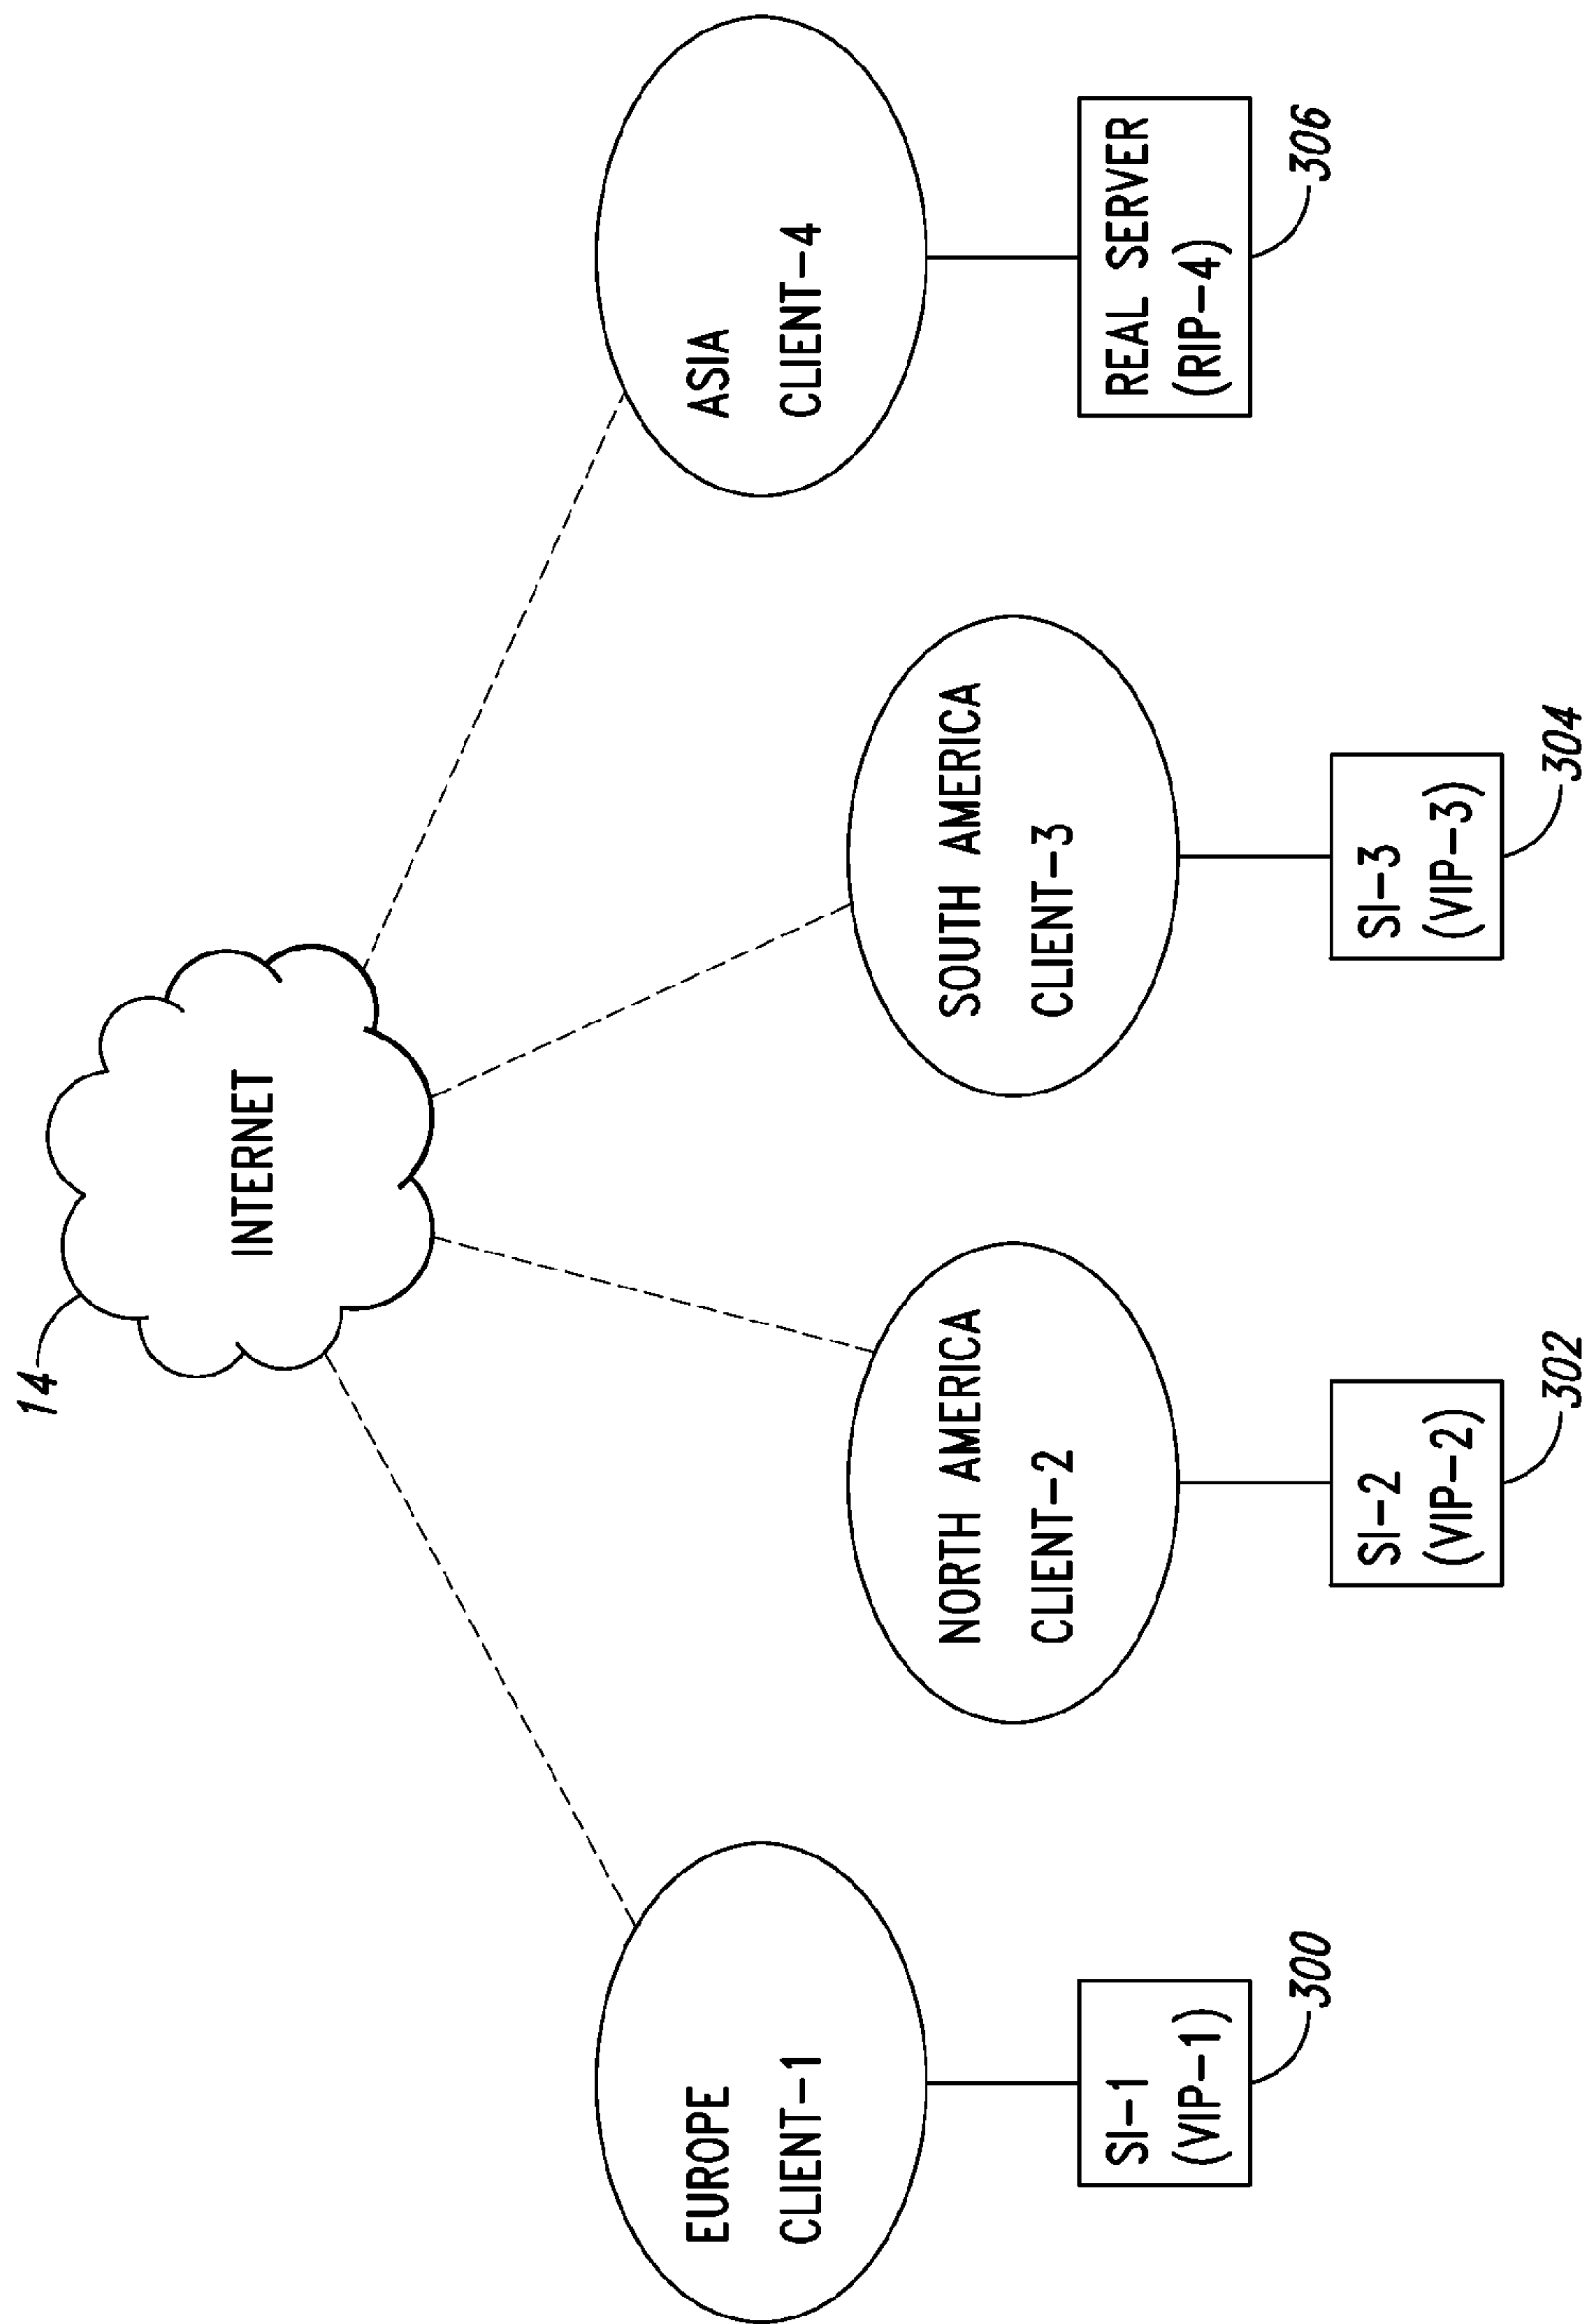 14
INTERNET
EUROPE
CLIENT-1
SI-1
(VIP-1)
300
NORTH AMERICA
CLIENT-2
SI-2
(VIP-2)
302
SOUTH AMERICA
CLIENT-3
SI-3
(VIP-3)
304
ASIA
CLIENT-4
REAL SERVER
(RIP-4)
306